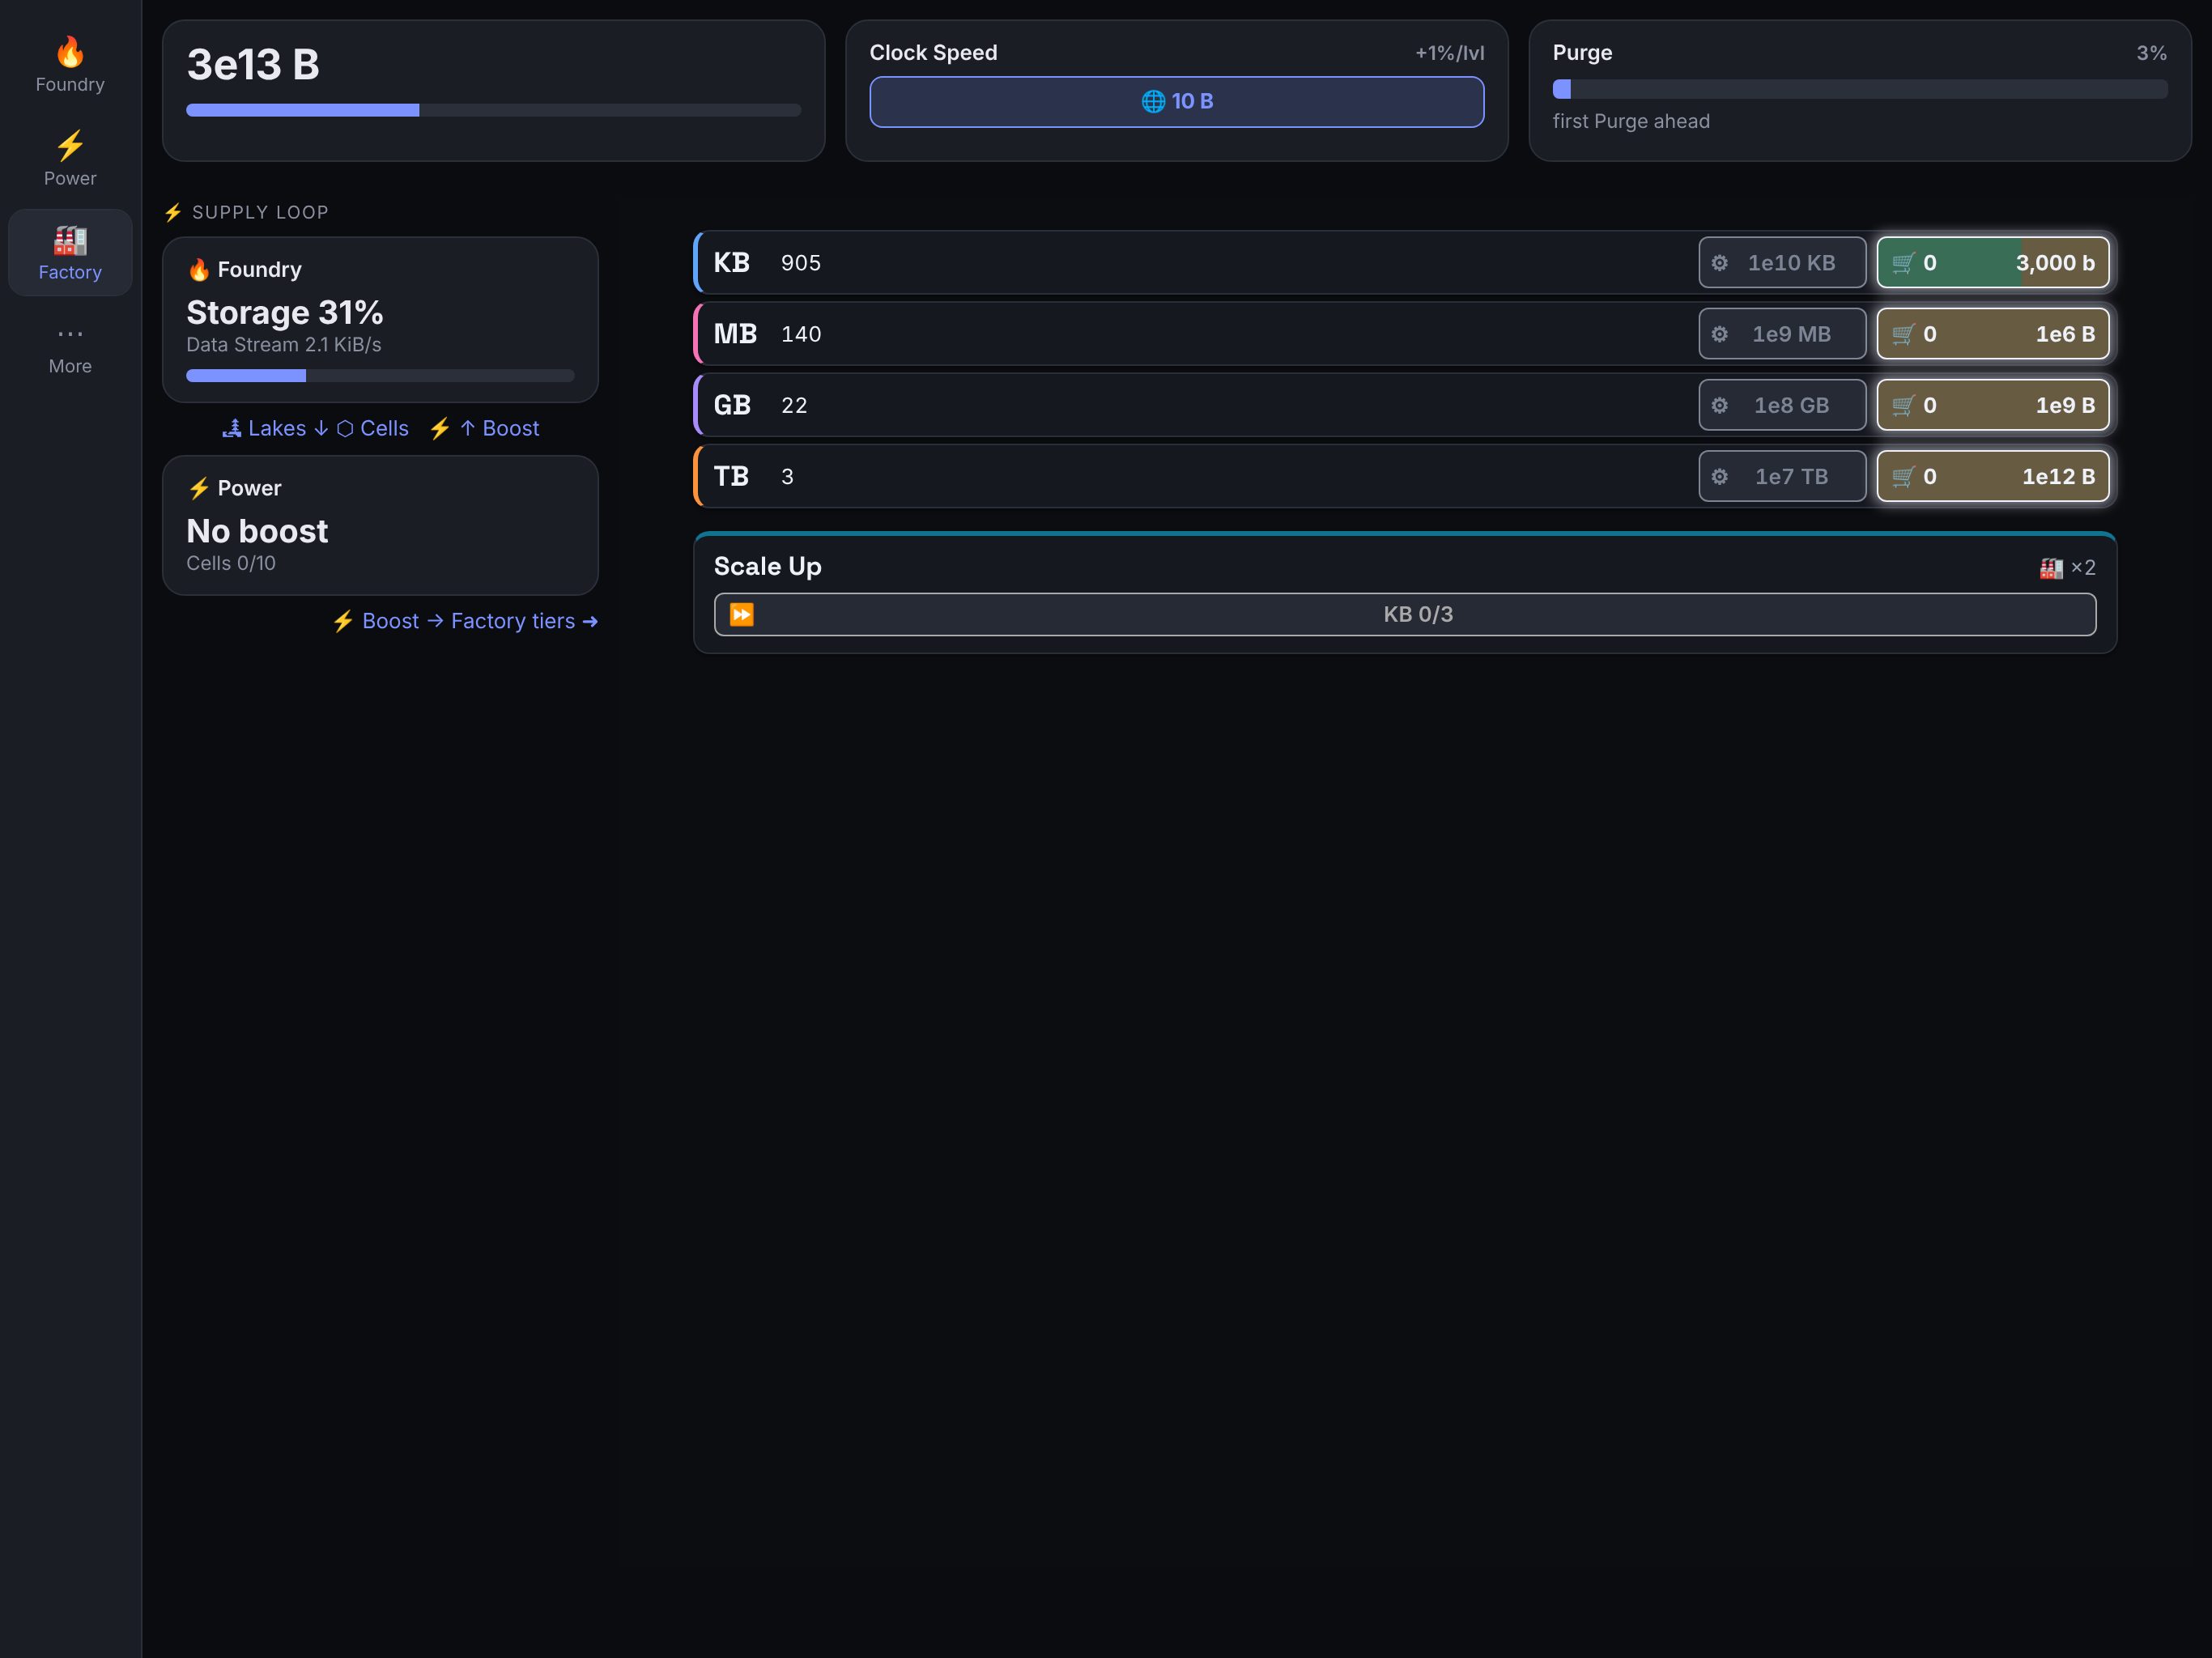 Foundry
Power
Factory
More
3e13 B
Clock Speed +1%/lvl
10 B
Purge 3%
first Purge ahead
SUPPLY LOOP
Foundry
Storage 31%
Data Stream 2.1 KiB/s
Lakes ↓ ⬡ Cells ⚡ ↑ Boost
Power
No boost
Cells 0/10
Boost → Factory tiers ➜
KB 905 1e10 KB 0 3,000 b
MB 140 1e9 MB 0 1e6 B
GB 22 1e8 GB 0 1e9 B
TB 3 1e7 TB 0 1e12 B
Scale Up ×2
KB 0/3